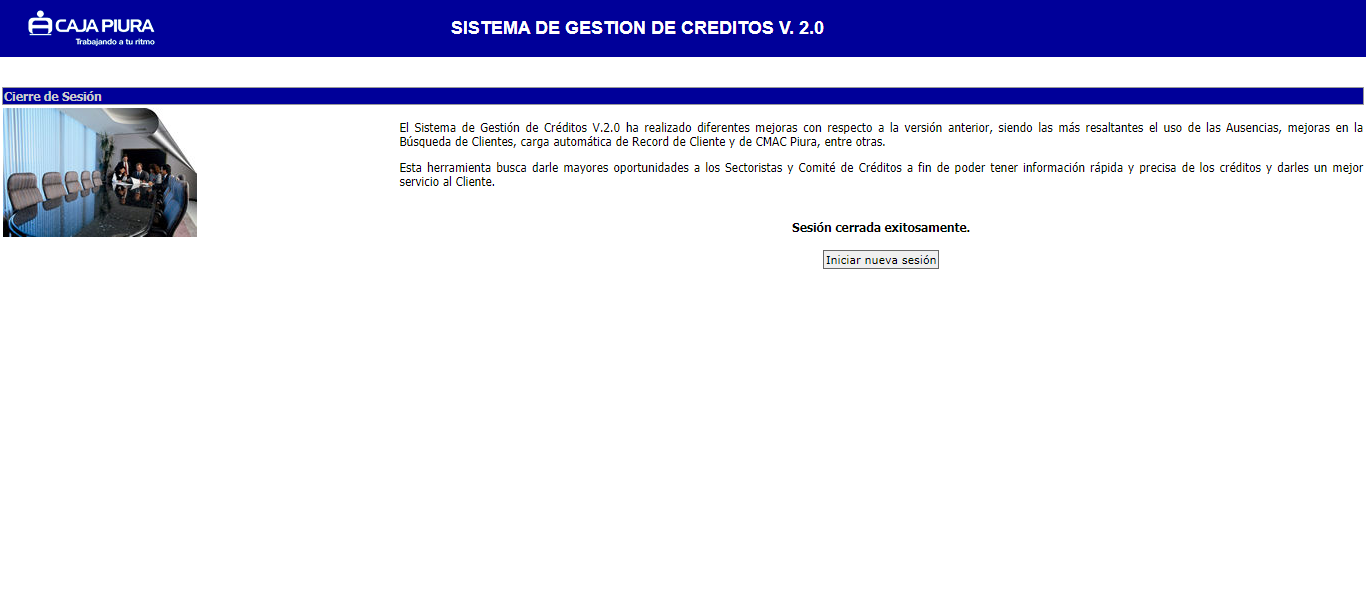 CAJA PIURA
Trabajando a tu ritmo
SISTEMA DE GESTION DE CREDITOS V. 2.0
Cierre de Sesión
El Sistema de Gestión de Créditos V.2.0 ha realizado diferentes mejoras con respecto a la versión anterior, siendo las más resaltantes el uso de las Ausencias, mejoras en la
Búsqueda de Clientes, carga automática de Record de Cliente y de CMAC Piura, entre otras.
Esta herramienta busca darle mayores oportunidades a los Sectoristas y Comité de Créditos a fin de poder tener información rápida y precisa de los créditos y darles un mejor
servicio al Cliente.
Sesión cerrada exitosamente.
Iniciar nueva sesión